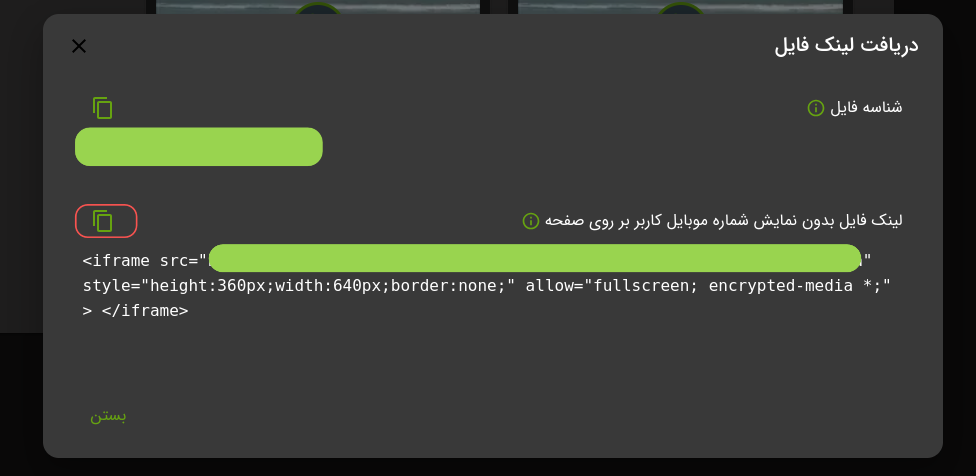 دریافت لینک فایل
شناسه فایل
لینک فایل بدون نمایش شماره موبایل کاربر بر روی صفحه
<iframe src="
"
style="height:360px;width:640px;border:none;" allow="fullscreen; encrypted-media *;"
> </iframe>
بستن